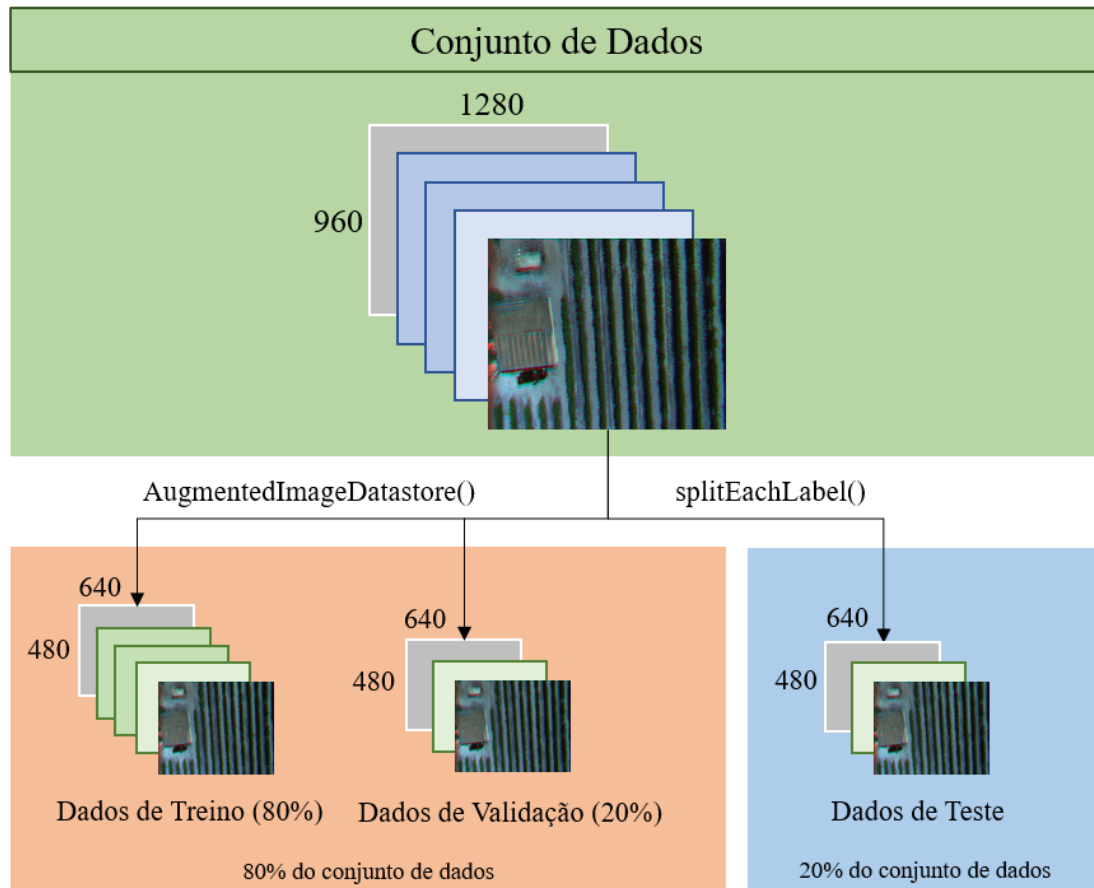 Conjunto de Dados
1280
960
AugmentedImageDatastore()
splitEachLabel()
640
480
640
480
640
480
Dados de Treino (80%)
Dados de Validação (20%)
Dados de Teste
80% do conjunto de dados
20% do conjunto de dados